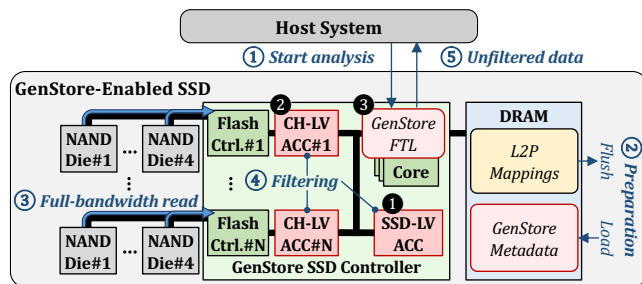 Host System
① Start analysis
⑤ Unfiltered data
GenStore-Enabled SSD
NAND Die#1
...
NAND Die#4
Flash Ctrl.#1
❷
CH-LV ACC#1
❸
GenStore FTL
Core
DRAM
L2P Mappings
Flush
② Preparation
④ Filtering
③ Full-bandwidth read
NAND Die#1
...
NAND Die#4
Flash Ctrl.#N
CH-LV ACC#N
❶
SSD-LV ACC
GenStore Metadata
Load
GenStore SSD Controller